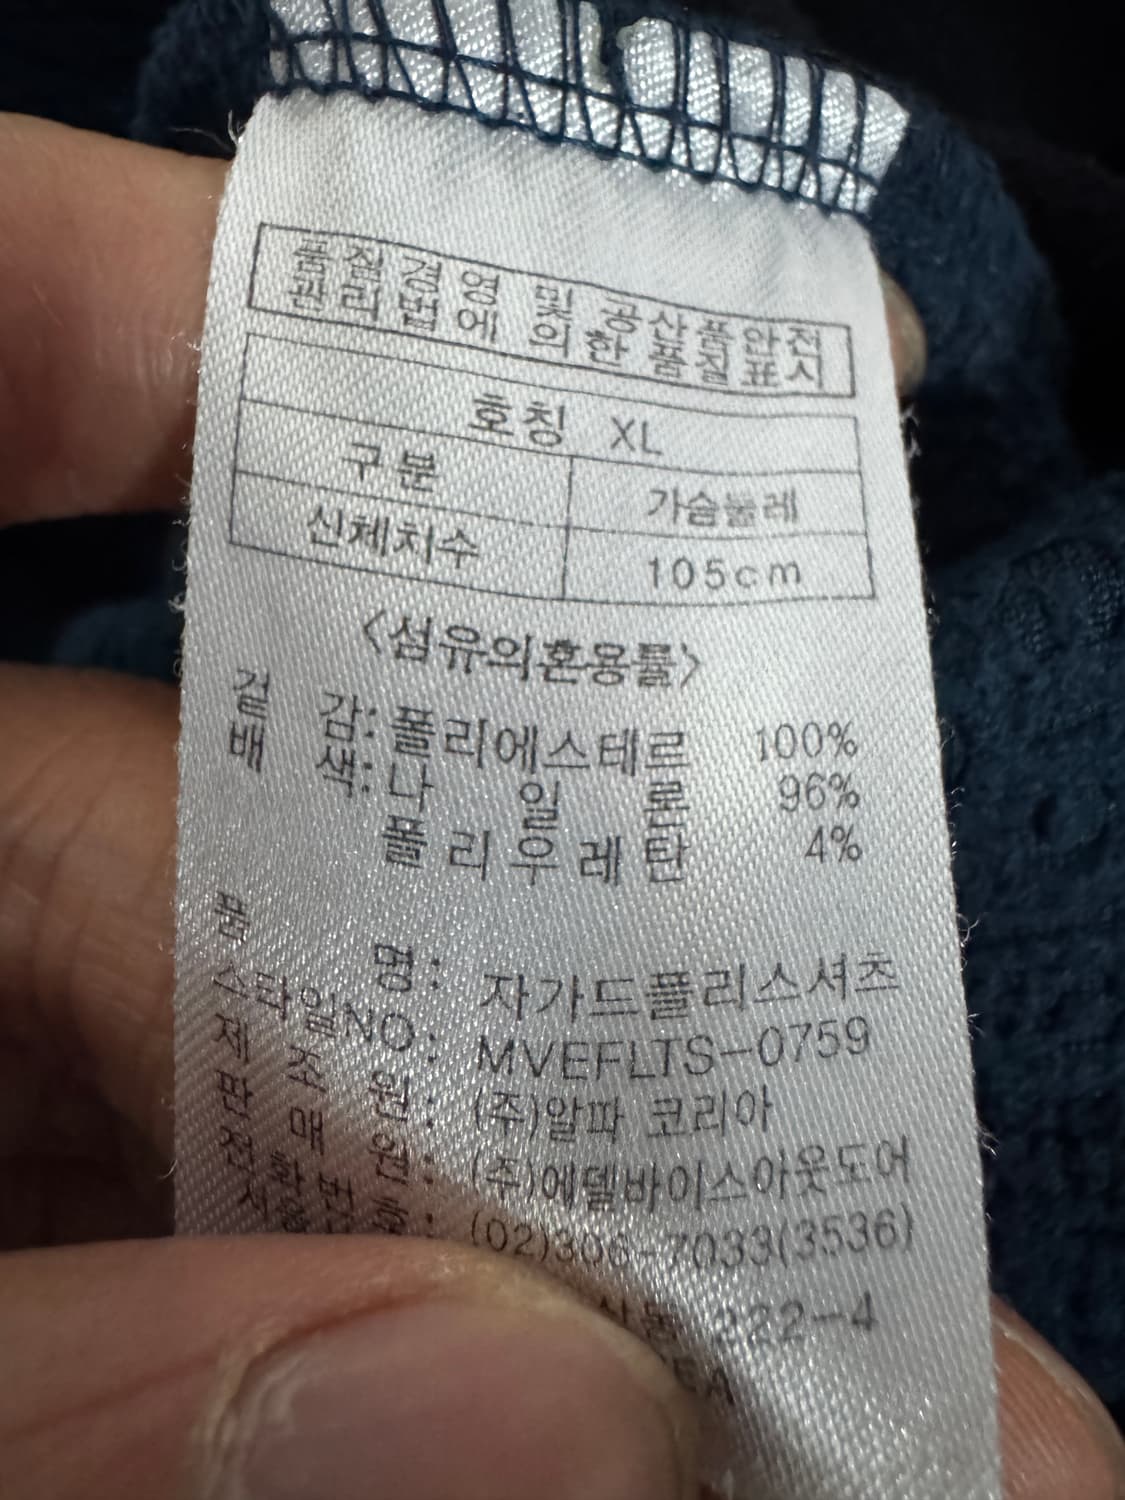 품질경영 및 공산품안전
관리법에 의한 품질표시
호칭 XL
구분 가슴둘레
신체치수 105cm
<섬유의혼용률>
겉 감: 폴리에스테르 100%
배 색: 나 일 론 96%
폴리우레탄 4%
품 명: 자가드플리스셔츠
스타일NO: MVEFLTS-0759
제 조 원: (주)알파 코리아
판 매 원: (주)에델바이스아웃도어
전화번호: (02)306-7033(3536)
222-4